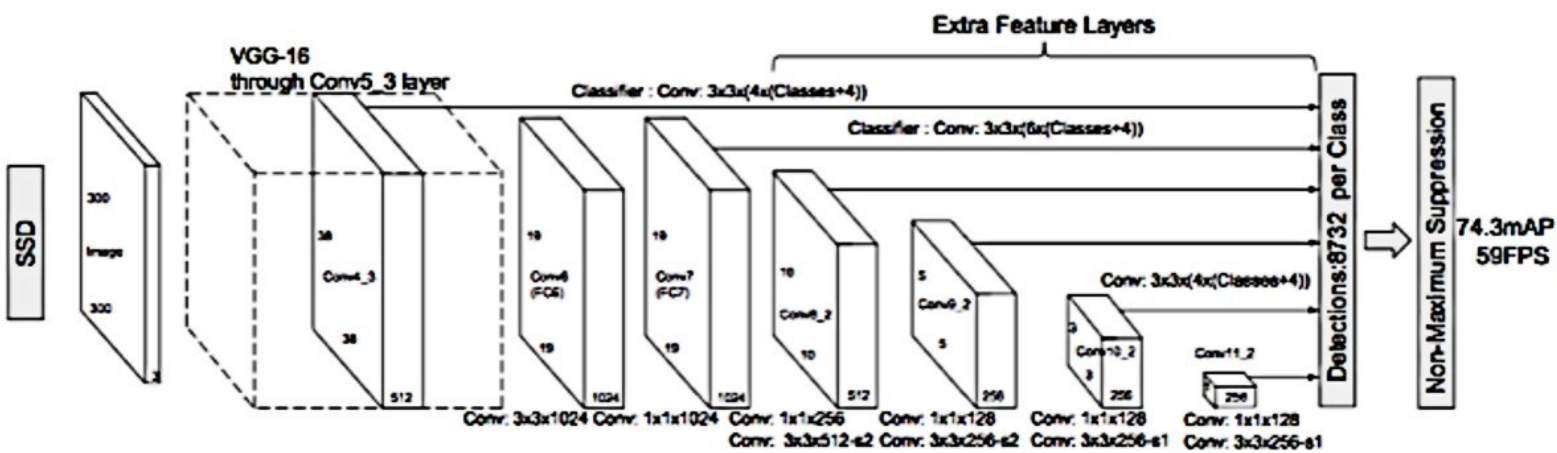 Extra Feature Layers
VGG-16
through Conv5_3 layer
Classifier : Conv: 3x3x(4x(Classes+4))
Classifier : Conv: 3x3x(6x(Classes+4))
SSD
300
Image
300
3
38
Conv4_3
38
512
19
Conv6
(FC6)
19
1024
19
Conv7
(FC7)
19
1024
10
Conv8_2
10
512
5
Conv9_2
5
256
Conv: 3x3x(4x(Classes+4))
3
Conv10_2
3
256
Conv11_2
256
Detections:8732 per Class
Non-Maximum Suppression
74.3mAP
59FPS
Conv: 3x3x1024 Conv: 1x1x1024 Conv: 1x1x256 Conv: 1x1x128 Conv: 1x1x128 Conv: 1x1x128
Conv: 3x3x512-s2 Conv: 3x3x256-s2 Conv: 3x3x256-s1 Conv: 3x3x256-s1